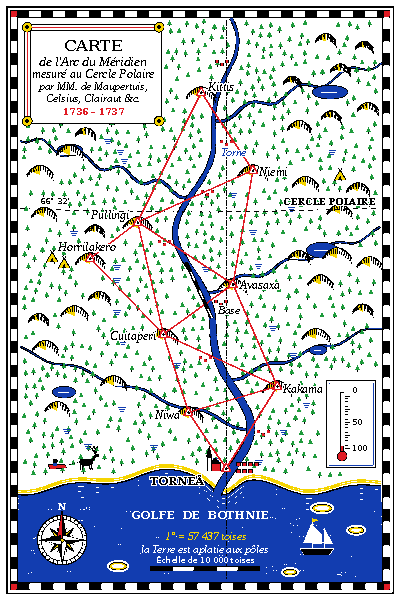 CARTE
de l'Arc du Méridien
mesuré au Cercle Polaire
par MM. de Maupertuis,
Celsius, Clairaut &c.
1736 - 1737
Kittis
Torne
Niemi
66° 32'
CERCLE POLAIRE
Pullingi
Horrilakero
Avasaxa
Base
Cuitaperi
Kakama
Niwa
0
50
100
TORNEÅ
N
GOLFE DE BOTHNIE
1° = 57 437 toises
la Terre est aplatie aux pôles
Échelle de 10 000 toises